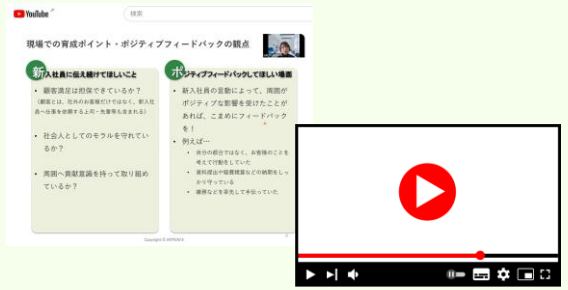 YouTube JP
検索
現場での育成ポイント・ポジティブフィードバックの観点
新入社員に伝え続けてほしいこと
・ 顧客満足は担保できているか？
（顧客とは、社外のお客様だけではなく、新入社
員へ仕事を依頼する上司・先輩等も含まれる）
・ 社会人としてのモラルを守れてい
るか？
・ 周囲へ貢献意識を持って取り組め
ているか？
ポジティブフィードバックしてほしい場面
・ 新入社員の言動によって、周囲が
ポジティブな影響を受けたことが
あれば、こまめにフィードバック
を！
・ 例えば…
・ 自分の都合ではなく、お客様のことを
考えて行動をしていた
・ 資料提出や経費精算などの納期をしっ
かり守っている
・ 雑務などを率先して手伝っていた